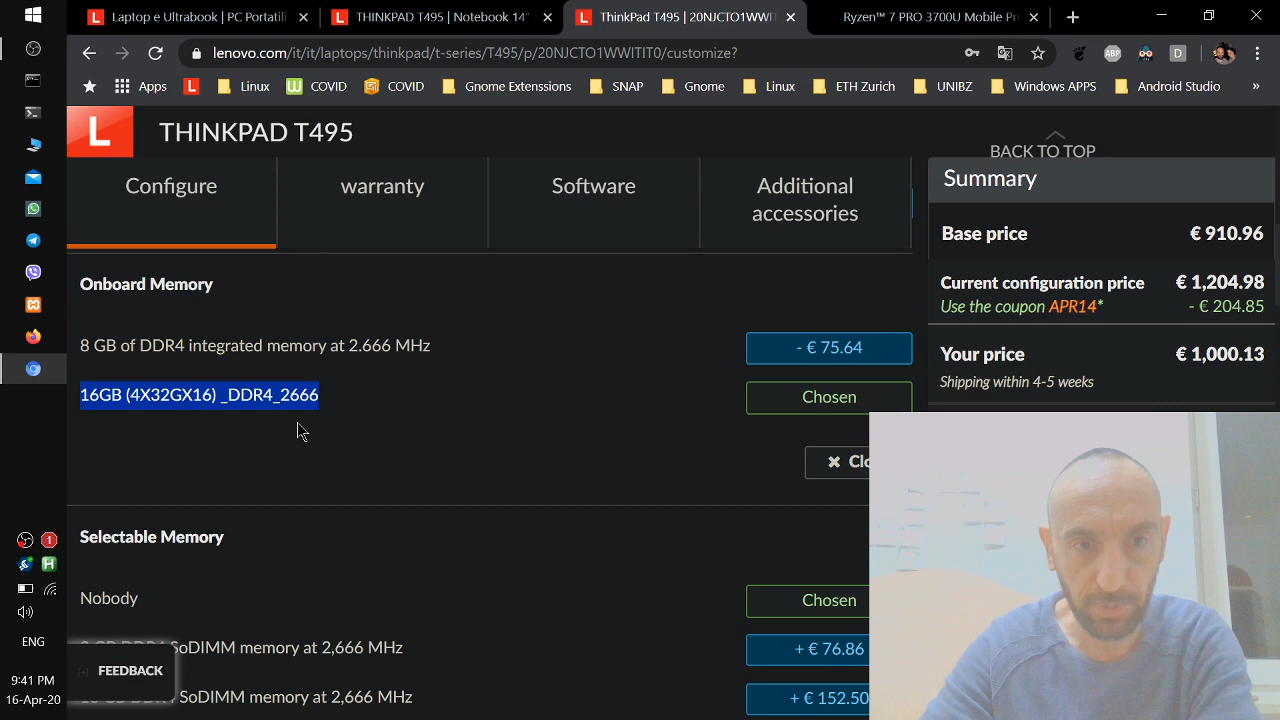 Laptop e Ultrabook | PC Portatili
THINKPAD T495 | Notebook 14"
ThinkPad T495 | 20NJCTO1WWIT
Ryzen™ 7 PRO 3700U Mobile Pr
lenovo.com/it/it/laptops/thinkpad/t-series/T495/p/20NJCTO1WWITIT0/customize?
ABP
D
Apps
Linux
COVID
COVID
Gnome Extenssions
SNAP
Gnome
Linux
ETH Zurich
UNIBZ
Windows APPS
Android Studio
»
L
THINKPAD T495
BACK TO TOP
Configure
warranty
Software
Additional
accessories
Summary
Base price
€ 910.96
Current configuration price
€ 1,204.98
Use the coupon APR14*
- € 204.85
Your price
€ 1,000.13
Shipping within 4-5 weeks
Onboard Memory
8 GB of DDR4 integrated memory at 2.666 MHz
- € 75.64
16GB (4X32GX16) _DDR4_2666
Chosen
Clo
Selectable Memory
Nobody
Chosen
SoDIMM memory at 2,666 MHz
+ € 76.86
SoDIMM memory at 2,666 MHz
+ € 152.50
FEEDBACK
1
H
ENG
9:41 PM
16-Apr-20